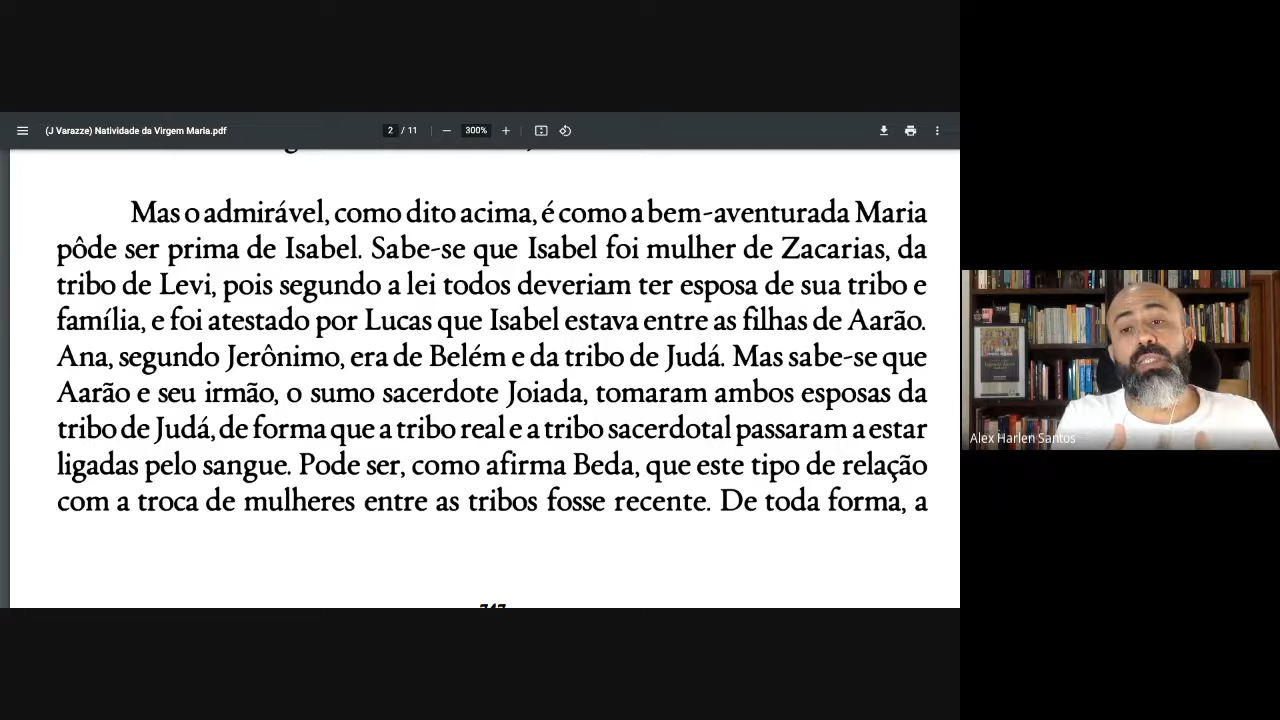 (J Varazze) Natividade da Virgem Maria.pdf
2 / 11
300%
Mas o admirável, como dito acima, é como a bem-aventurada Maria
pôde ser prima de Isabel. Sabe-se que Isabel foi mulher de Zacarias, da
tribo de Levi, pois segundo a lei todos deveriam ter esposa de sua tribo e
família, e foi atestado por Lucas que Isabel estava entre as filhas de Aarão.
Ana, segundo Jerônimo, era de Belém e da tribo de Judá. Mas sabe-se que
Aarão e seu irmão, o sumo sacerdote Joiada, tomaram ambos esposas da
tribo de Judá, de forma que a tribo real e a tribo sacerdotal passaram a estar
ligadas pelo sangue. Pode ser, como afirma Beda, que este tipo de relação
com a troca de mulheres entre as tribos fosse recente. De toda forma, a
Alex Harlen Santos